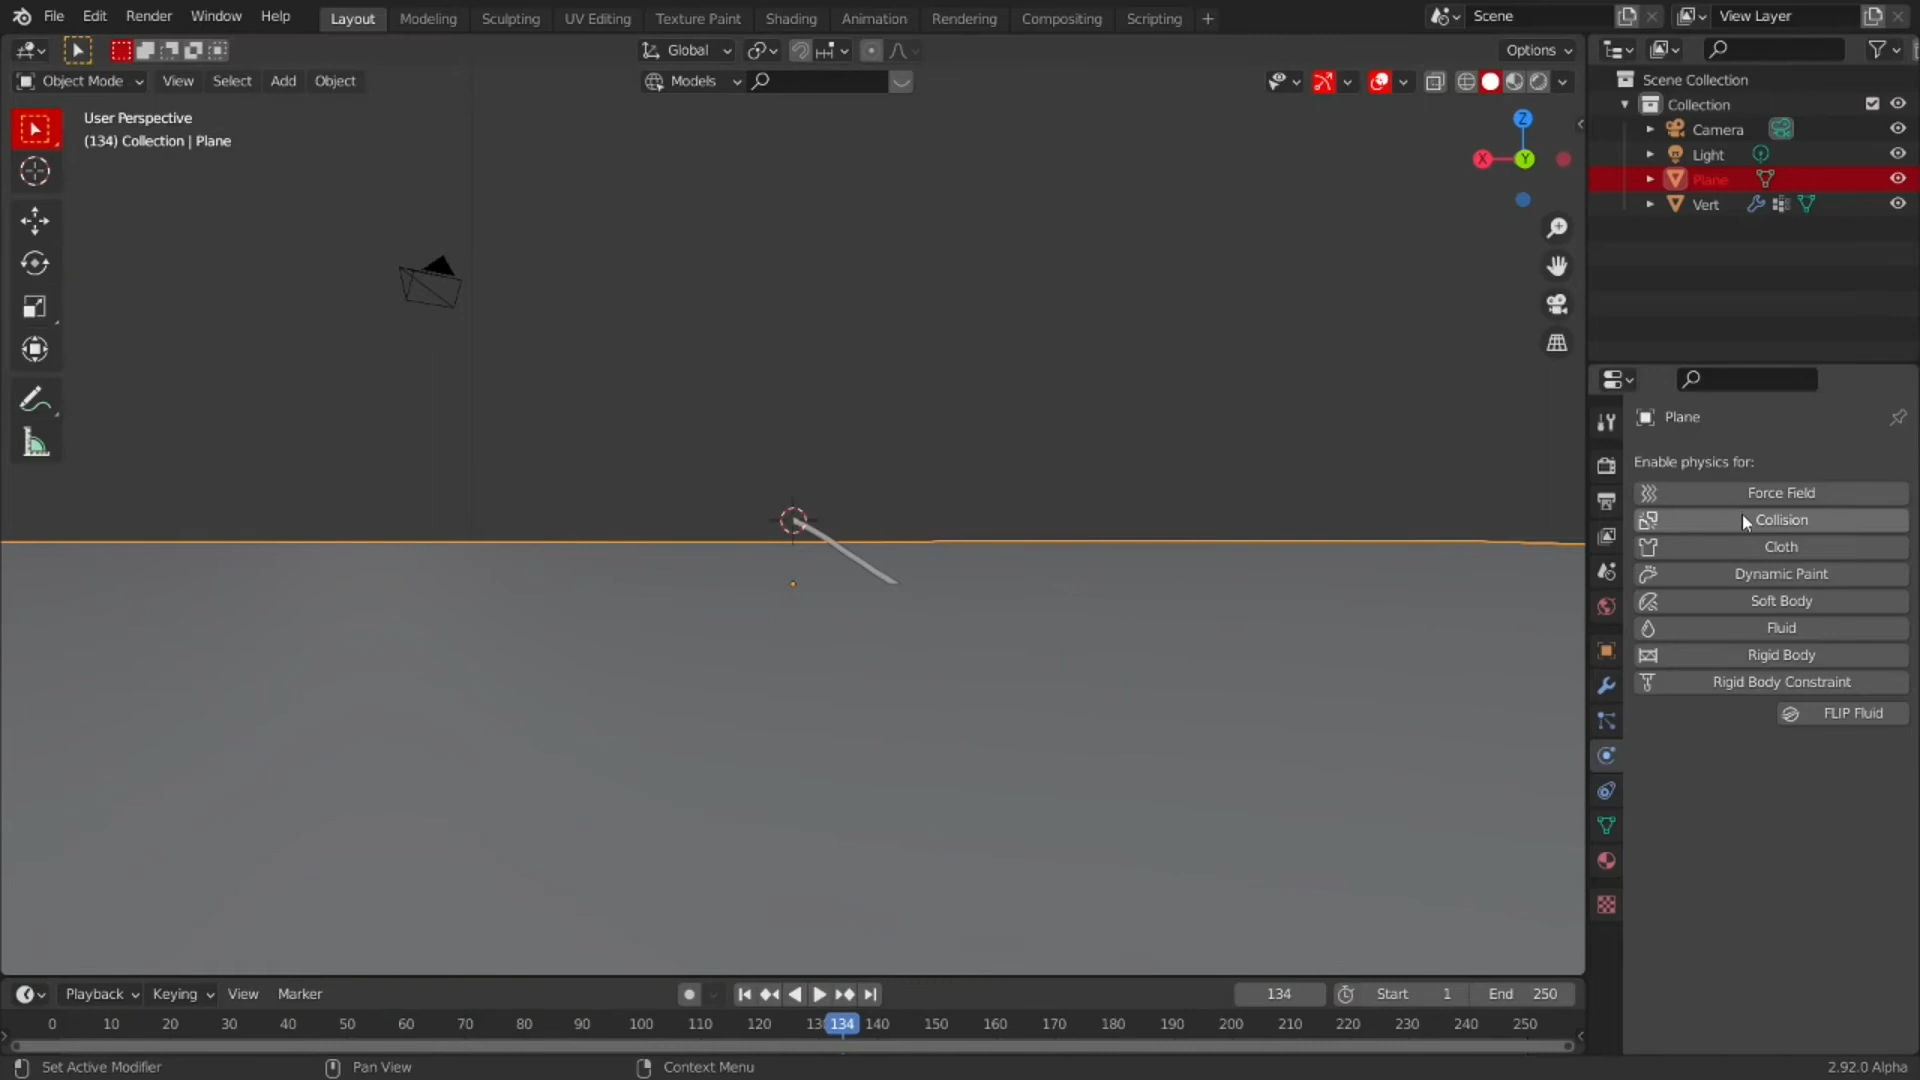 File Edit Render Window Help Layout Modeling Sculpting UV Editing Texture Paint Shading Animation Rendering Compositing Scripting + Scene View Layer
Global Options
Object Mode View Select Add Object Models
User Perspective
(134) Collection | Plane
Z
X Y
Scene Collection
Collection
Camera
Light
Plane
Vert
Plane
Enable physics for:
Force Field
Collision
Cloth
Dynamic Paint
Soft Body
Fluid
Rigid Body
Rigid Body Constraint
FLIP Fluid
Playback Keying View Marker 134 Start 1 End 250
0 10 20 30 40 50 60 70 80 90 100 110 120 134 140 150 160 170 180 190 200 210 220 230 240 250
Set Active Modifier Pan View Context Menu 2.92.0 Alpha